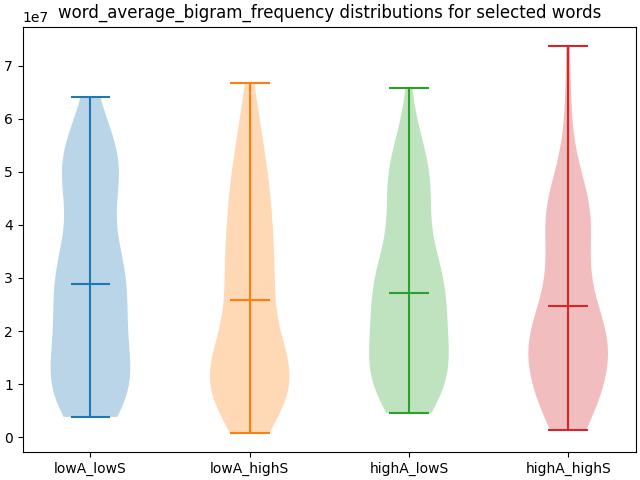 word_average_bigram_frequency distributions for selected words
1e7
7
6
5
4
3
2
1
0
lowA_lowS lowA_highS highA_lowS highA_highS